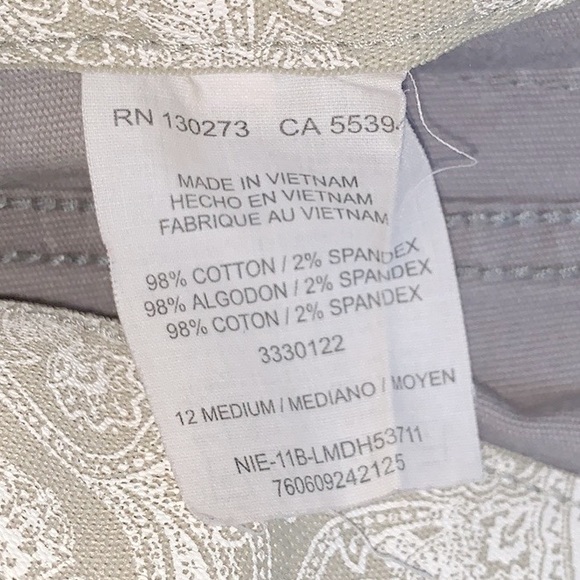 RN 130273 CA 5539
MADE IN VIETNAM
HECHO EN VIETNAM
FABRIQUE AU VIETNAM
98% COTTON / 2% SPANDEX
98% ALGODON / 2% SPANDEX
98% COTON / 2% SPANDEX
3330122
12 MEDIUM / MEDIANO / MOYEN
NIE-11B-LMDH53711
760609242125